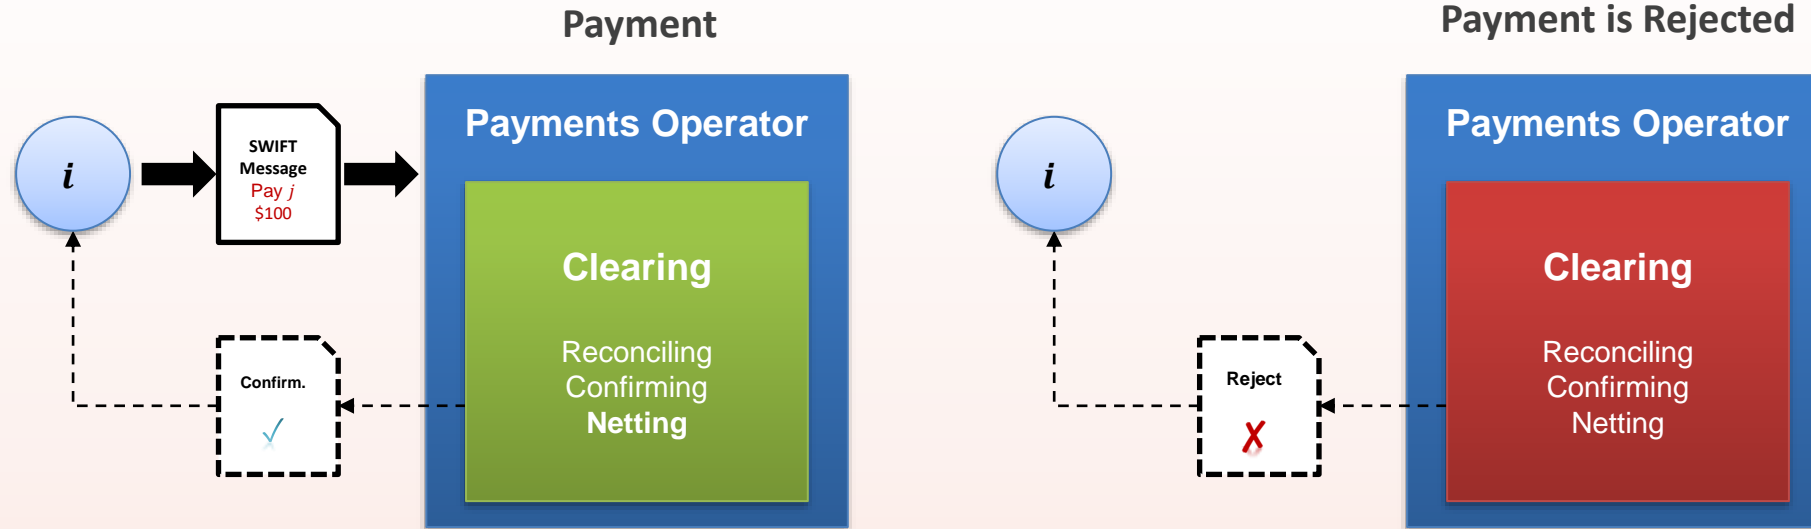 Payment
i
SWIFT
Message
Pay j
$100
Payments Operator
Clearing
Reconciling
Confirming
Netting
Confirm.
✓
Payment is Rejected
i
Payments Operator
Clearing
Reconciling
Confirming
Netting
Reject
✗